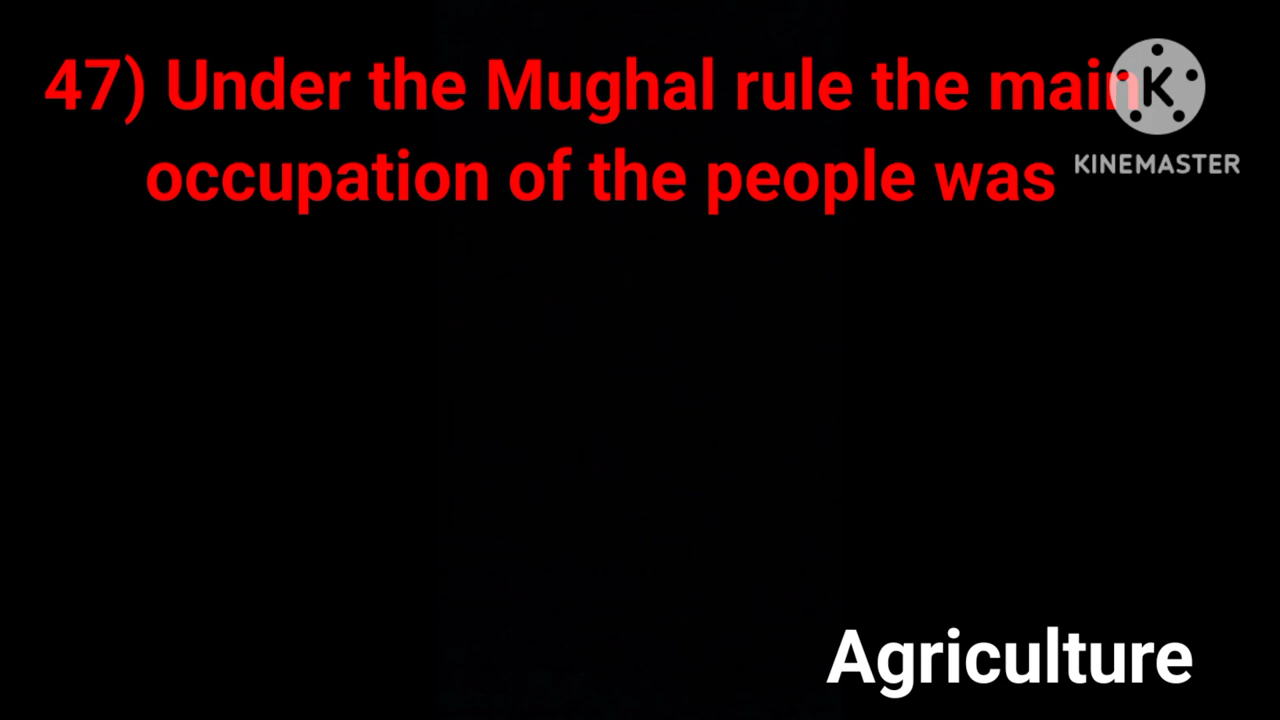 47) Under the Mughal rule the main
occupation of the people was
KINEMASTER
Agriculture